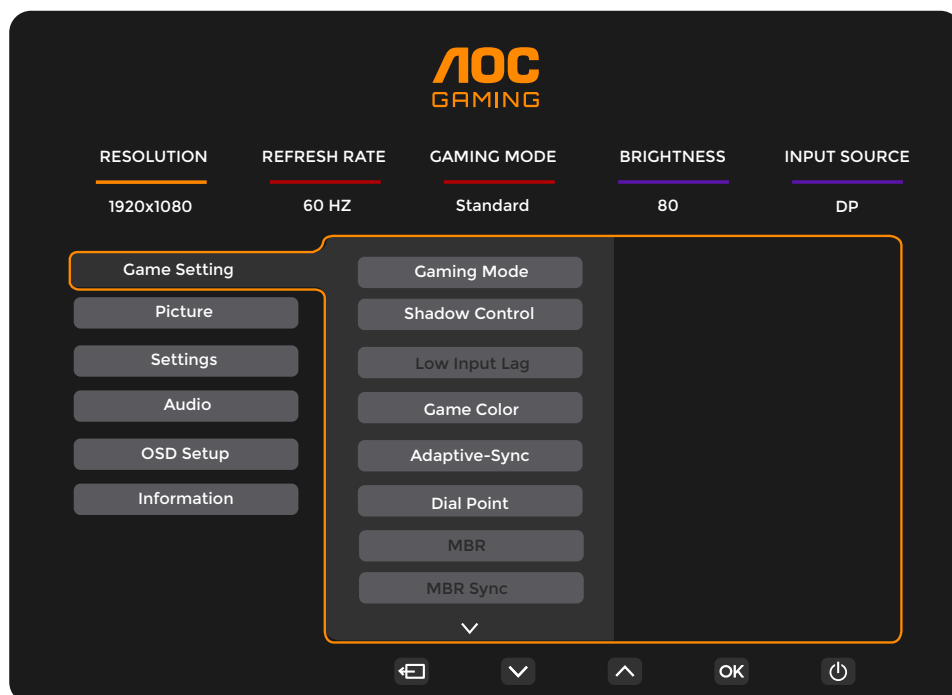 AOC
GAMING
RESOLUTION REFRESH RATE GAMING MODE BRIGHTNESS INPUT SOURCE
1920x1080 60 HZ Standard 80 DP
Game Setting
Picture
Settings
Audio
OSD Setup
Information
Gaming Mode
Shadow Control
Low Input Lag
Game Color
Adaptive-Sync
Dial Point
MBR
MBR Sync
OK